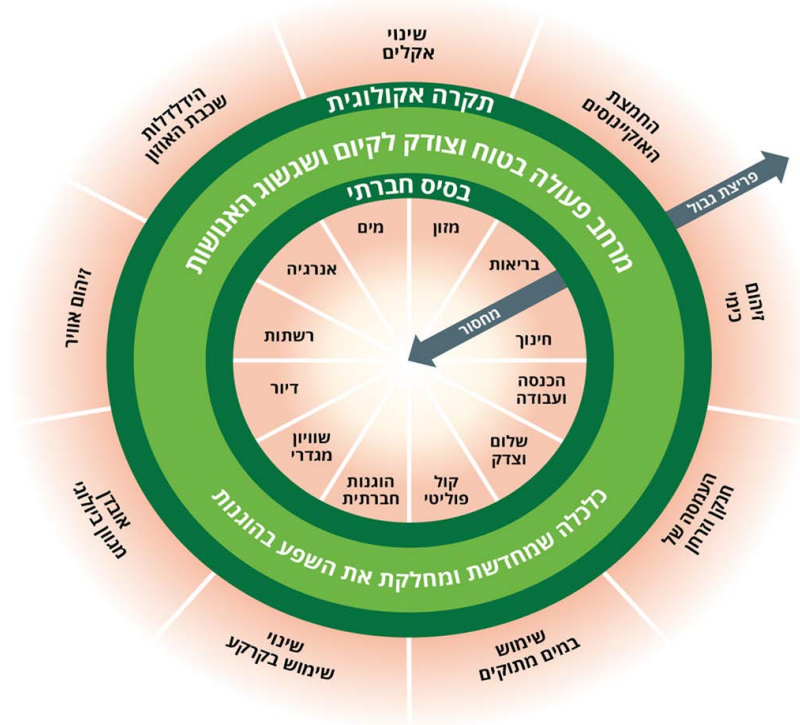 שינוי
אקלים
החמצת
האוקיינוסים
זיהום
כימי
העמסה של
חנקן וזרחן
שימוש
במים מתוקים
שינוי
שימוש בקרקע
אובדן
מגוון ביולוגי
זיהום אוויר
הידלדלות
שכבת האוזון
תקרה אקולוגית
מרחב פעולה בטוח וצודק לקיום ושגשוג האנושות
בסיס חברתי
פריצת גבול
מחסור
מזון
בריאות
חינוך
הכנסה
ועבודה
שלום
וצדק
קול
פוליטי
הוגנות
חברתית
שוויון
מגדרי
דיור
רשתות
אנרגיה
מים
כלכלה שמחדשת ומחלקת את השפע בהוגנות